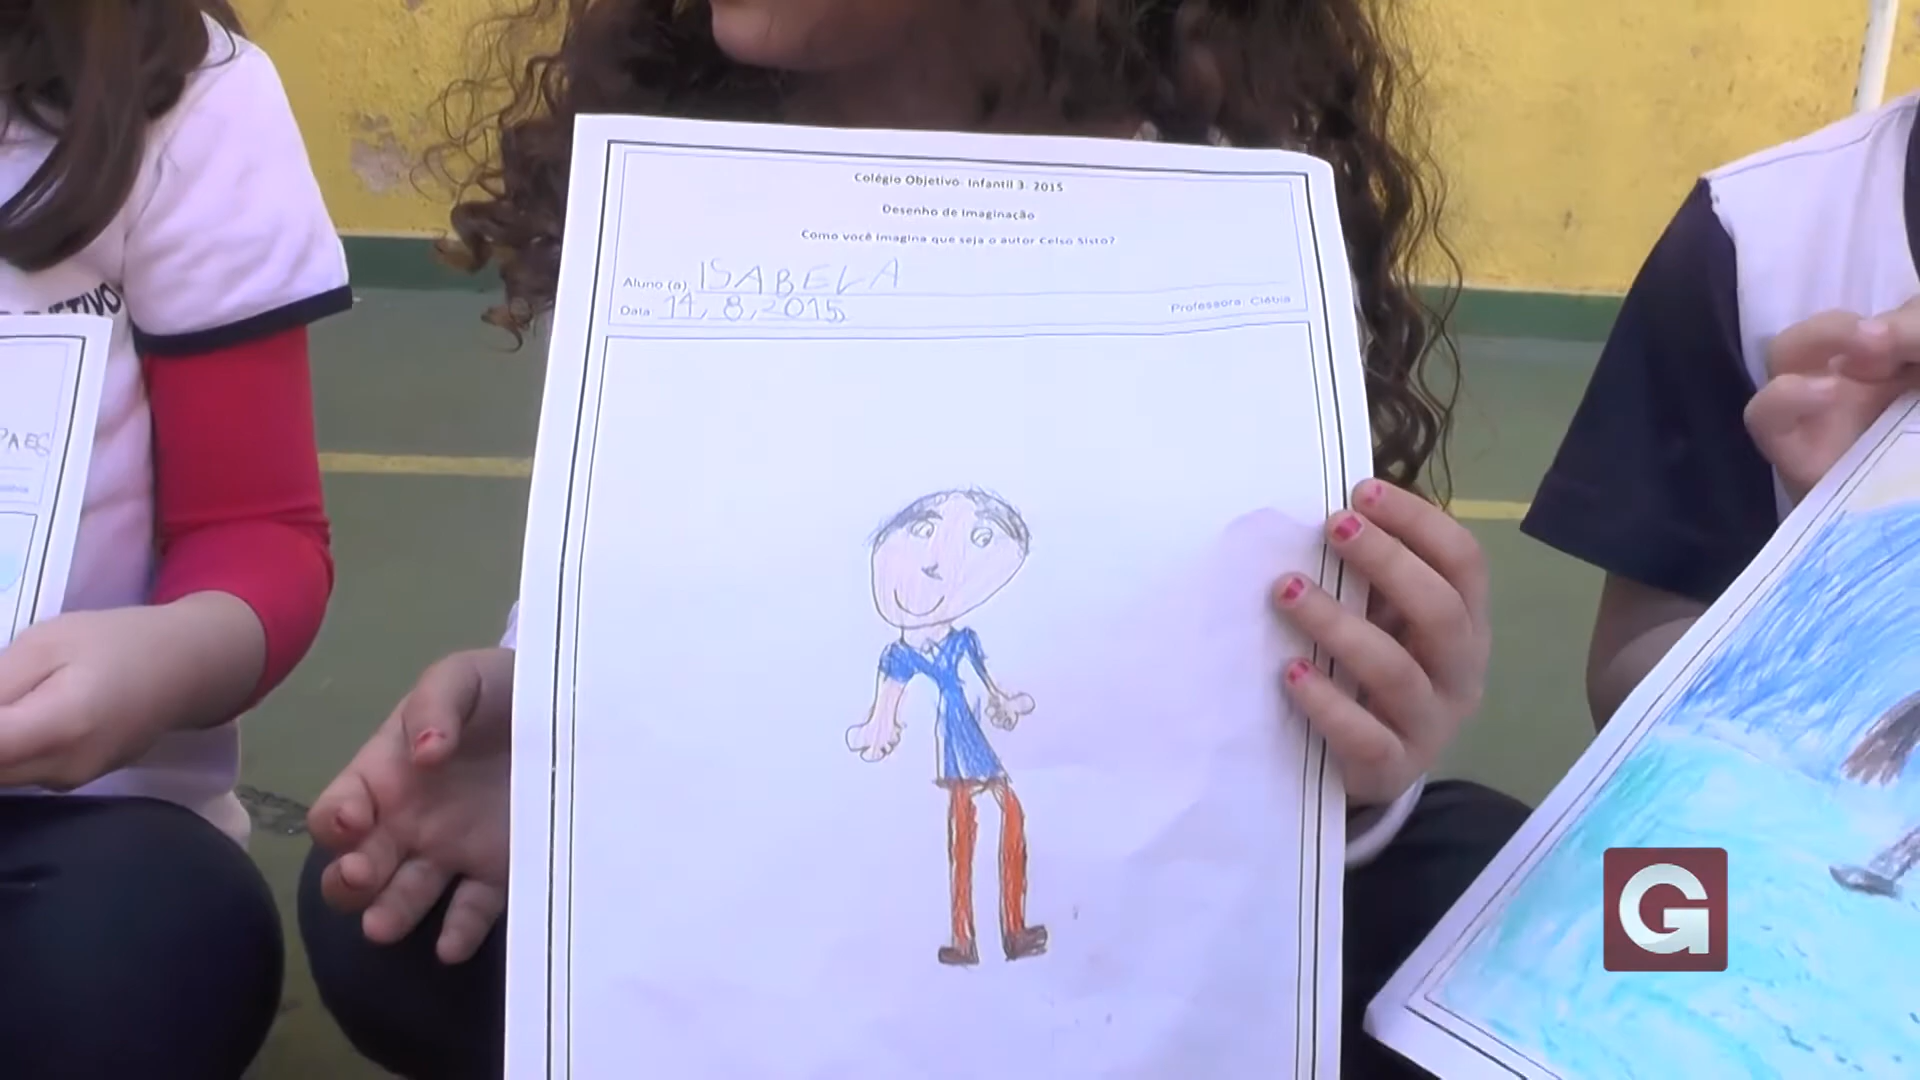 Colégio Objetivo- Infantil 3- 2015
Desenho de Imaginação
Como você imagina que seja o autor Celso Sisto?
Aluno (a) ISABELA
Data 14, 8, 2015
Professora: Clébia
PAES
G